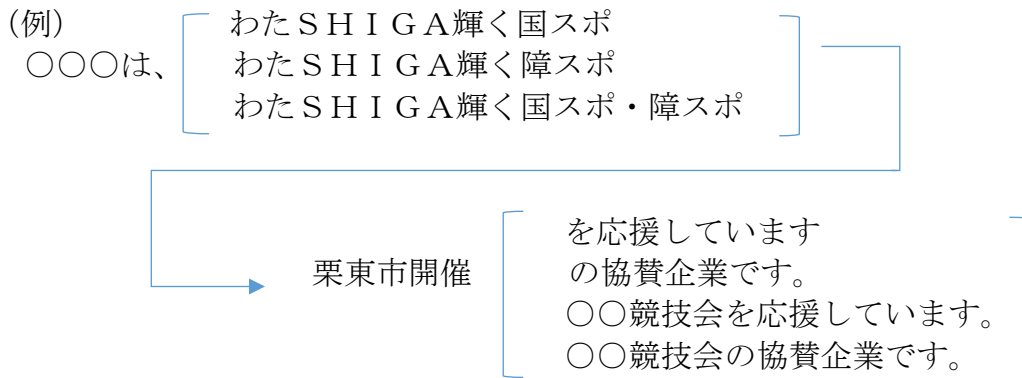 （例）
わたＳＨＩＧＡ輝く国スポ
○○○は、
わたＳＨＩＧＡ輝く障スポ
わたＳＨＩＧＡ輝く国スポ・障スポ
を応援しています
栗東市開催
の協賛企業です。
○○競技会を応援しています。
○○競技会の協賛企業です。